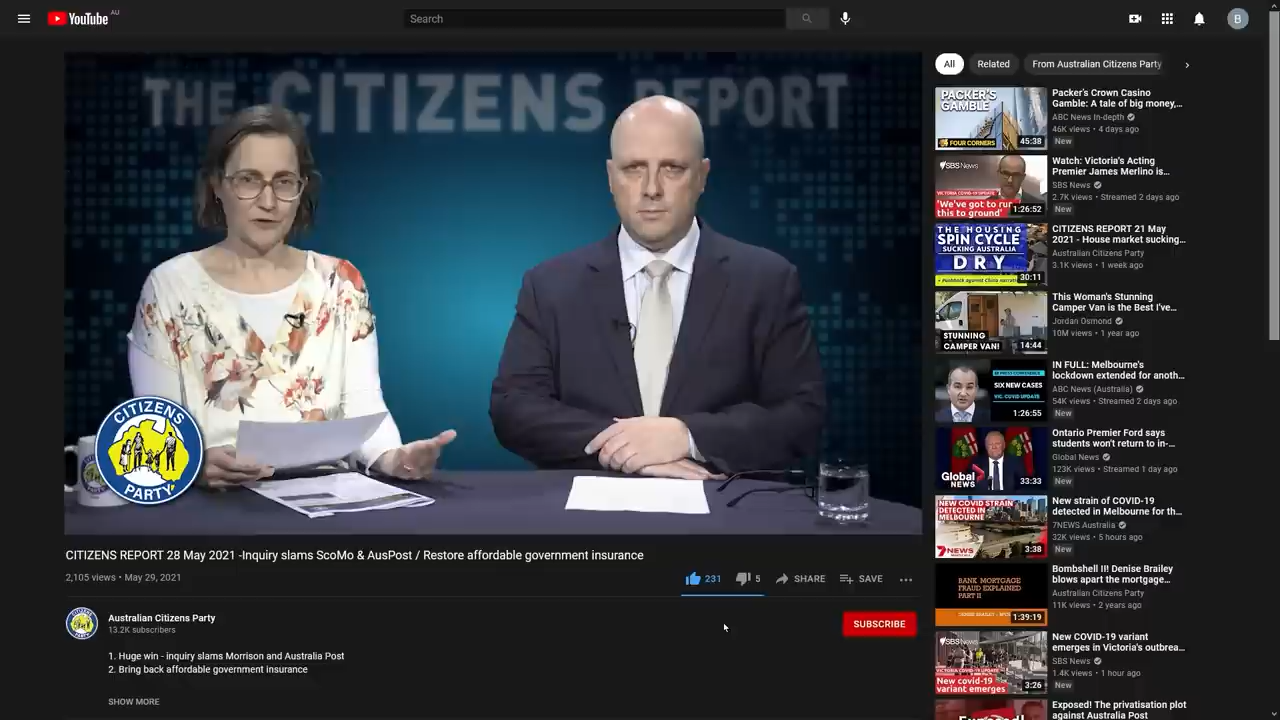 YouTube AU
Search
B
THE CITIZENS REPORT
CITIZENS
PARTY
CITIZENS REPORT 28 May 2021 -Inquiry slams ScoMo & AusPost / Restore affordable government insurance
2,105 views • May 29, 2021
231
5
SHARE
SAVE
Australian Citizens Party
13.2K subscribers
SUBSCRIBE
1. Huge win - inquiry slams Morrison and Australia Post
2. Bring back affordable government insurance
SHOW MORE
All
Related
From Australian Citizens Party
PACKER'S
GAMBLE
FOUR CORNERS
45:38
Packer's Crown Casino
Gamble: A tale of big money,...
ABC News In-depth
46K views • 4 days ago
New
SBS News
VICTORIA COVID-19 UPDATE
'We've got to run
this to ground'
1:26:52
Watch: Victoria's Acting
Premier James Merlino is...
SBS News
2.7K views • Streamed 2 days ago
New
THE HOUSING
SPIN CYCLE
SUCKING AUSTRALIA
DRY
30:11
CITIZENS REPORT 21 May
2021 - House market sucking...
Australian Citizens Party
3.1K views • 1 week ago
STUNNING
CAMPER VAN!
14:44
This Woman's Stunning
Camper Van is the Best I've...
Jordan Osmond
10M views • 1 year ago
SIX NEW CASES
VIC. COVID UPDATE
1:26:55
IN FULL: Melbourne's
lockdown extended for anoth...
ABC News (Australia)
54K views • Streamed 2 days ago
New
Global
NEWS
33:33
Ontario Premier Ford says
students won't return to in-...
Global News
123K views • Streamed 1 day ago
New
NEW COVID STRAIN
DETECTED IN
MELBOURNE
7NEWS
3:38
New strain of COVID-19
detected in Melbourne for th...
7NEWS Australia
32K views • 5 hours ago
New
BANK MORTGAGE
FRAUD EXPLAINED
PART II
1:39:19
Bombshell II! Denise Brailey
blows apart the mortgage...
Australian Citizens Party
11K views • 2 years ago
SBS News
VICTORIA COVID-19 UPDATE
New covid-19
variant emerges
3:26
New COVID-19 variant
emerges in Victoria's outbrea...
SBS News
1.4K views • 1 hour ago
New
Exposed!
Exposed! The privatisation plot
against Australia Post